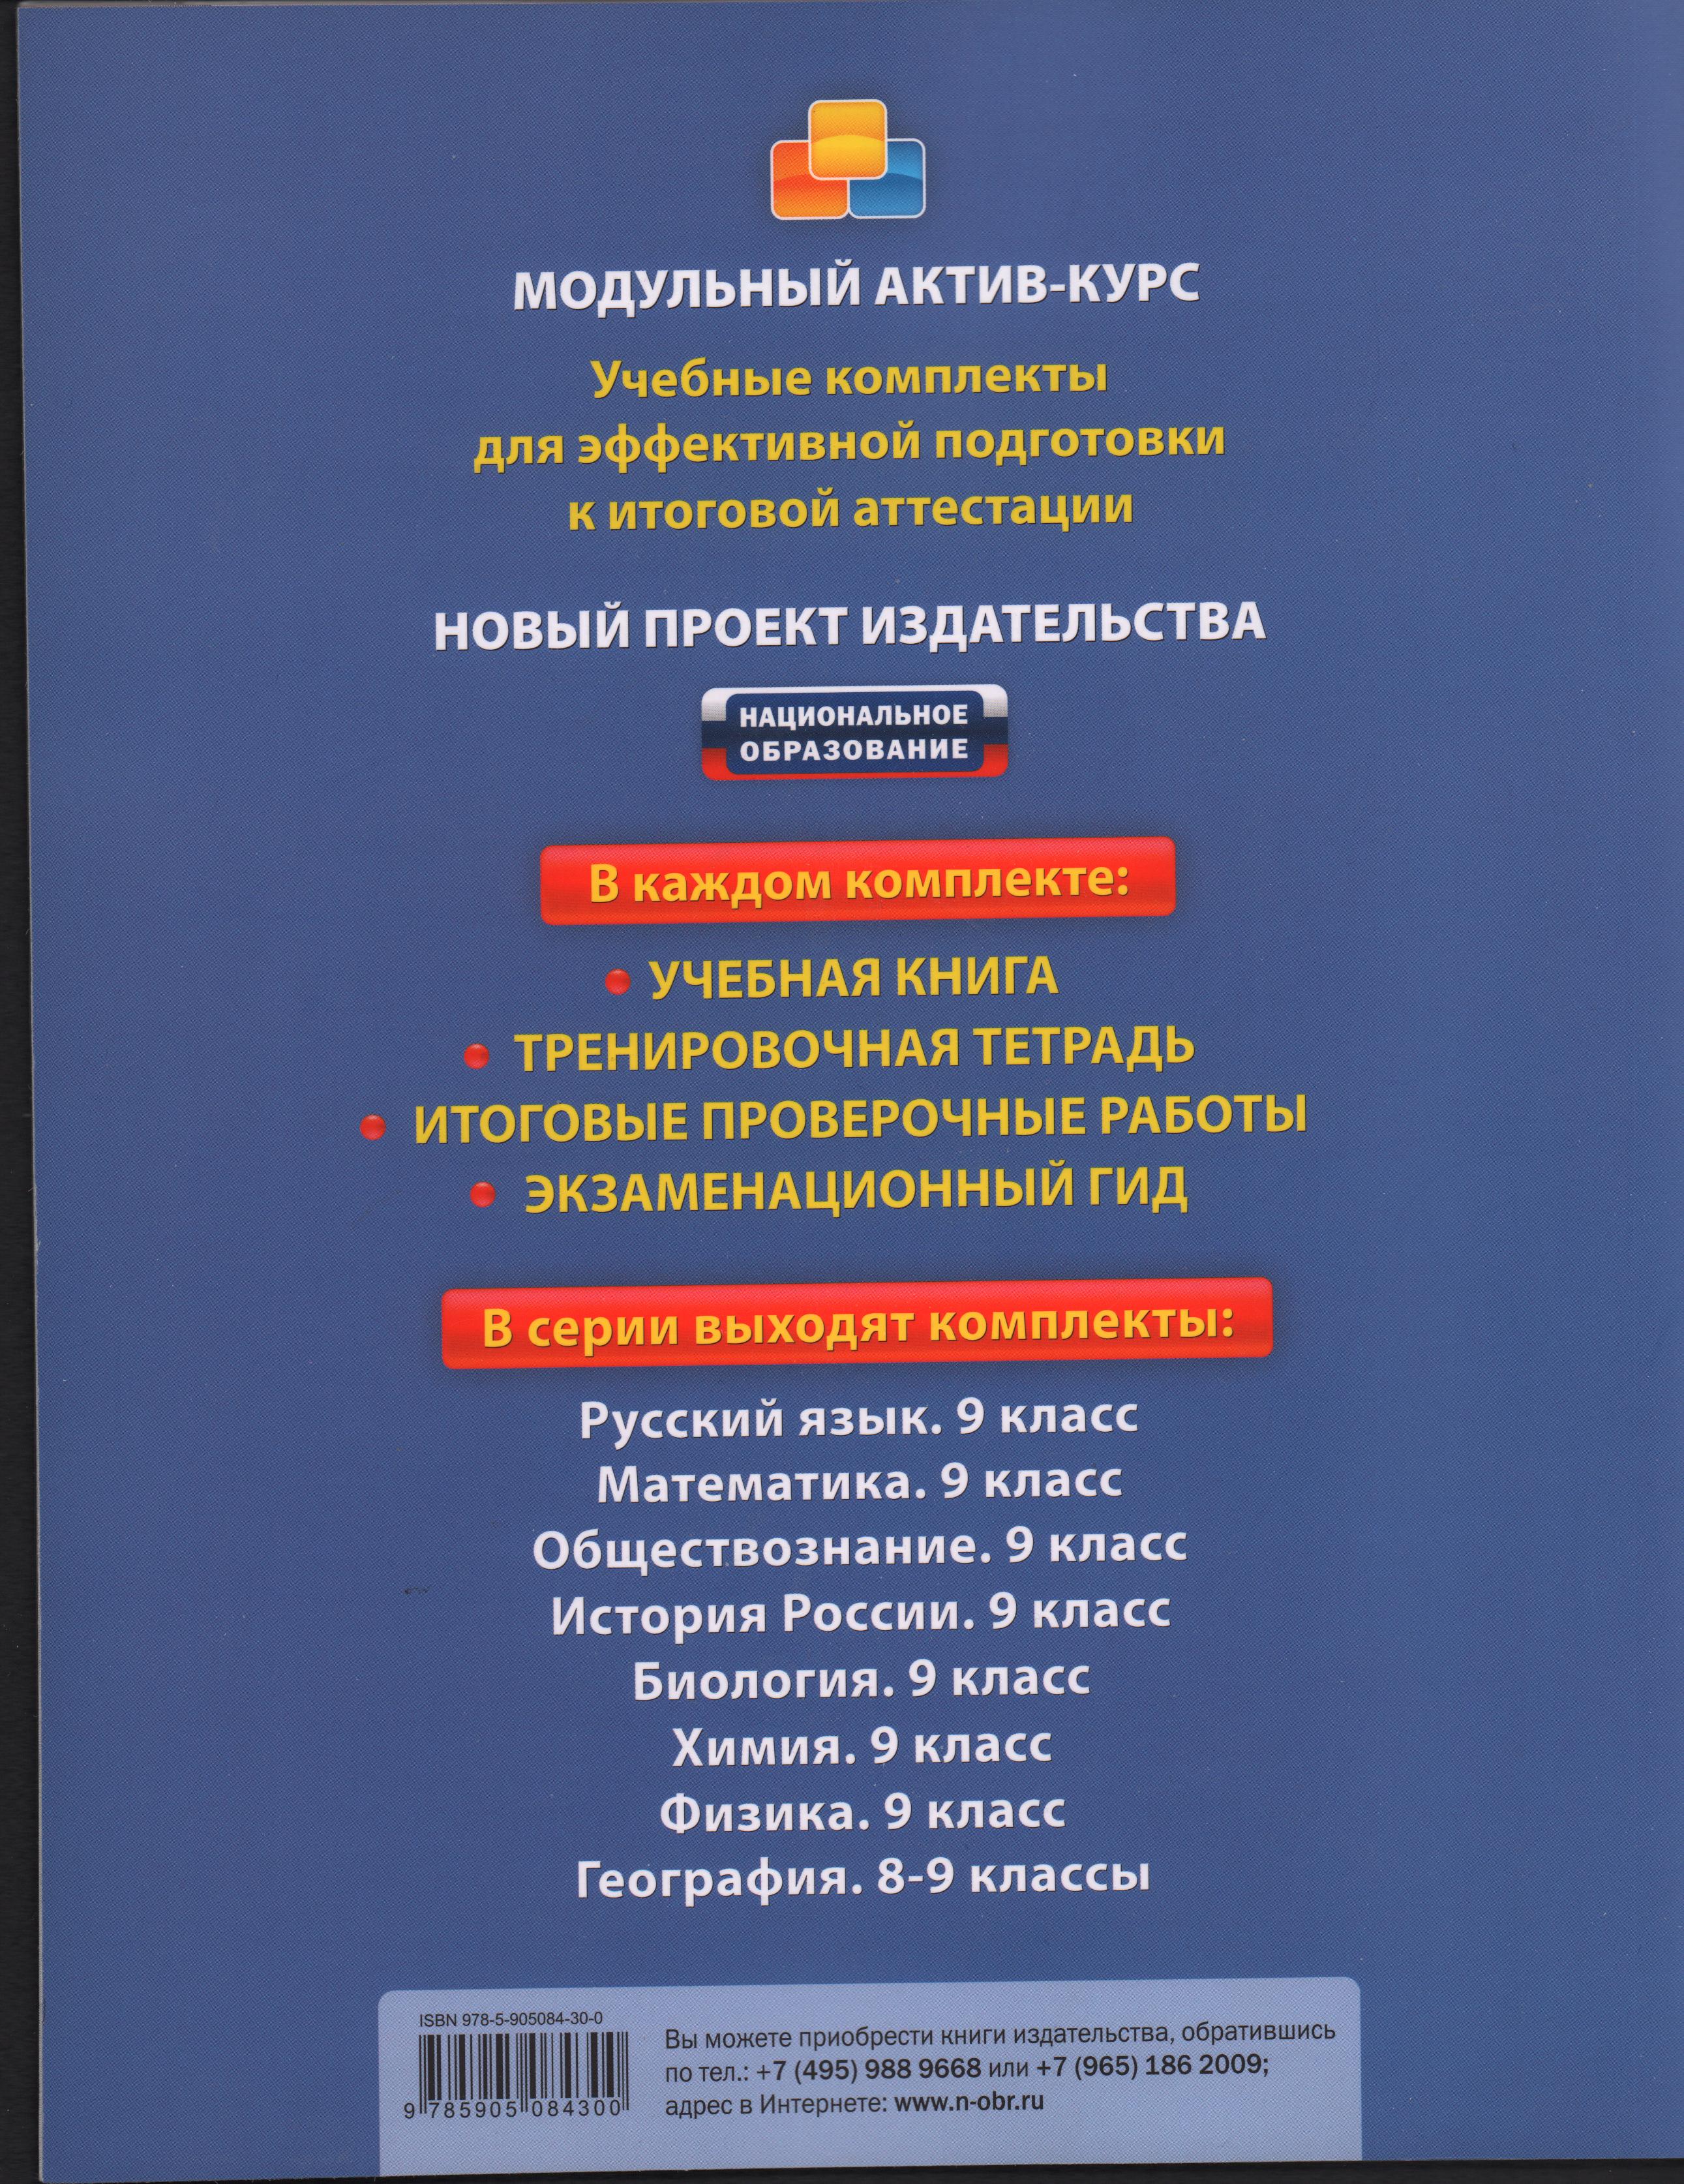 МОДУЛЬНЫЙ АКТИВ-КУРС
Учебные комплекты
для эффективной подготовки
к итоговой аттестации
НОВЫЙ ПРОЕКТ ИЗДАТЕЛЬСТВА
НАЦИОНАЛЬНОЕ
ОБРАЗОВАНИЕ
В каждом комплекте:
• УЧЕБНАЯ КНИГА
• ТРЕНИРОВОЧНАЯ ТЕТРАДЬ
• ИТОГОВЫЕ ПРОВЕРОЧНЫЕ РАБОТЫ
• ЭКЗАМЕНАЦИОННЫЙ ГИД
В серии выходят комплекты:
Русский язык. 9 класс
Математика. 9 класс
Обществознание. 9 класс
История России. 9 класс
Биология. 9 класс
Химия. 9 класс
Физика. 9 класс
География. 8-9 классы
ISBN 978-5-905084-30-0
9 785905 084300
Вы можете приобрести книги издательства, обратившись
по тел.: +7 (495) 988 9668 или +7 (965) 186 2009;
адрес в Интернете: www.n-obr.ru